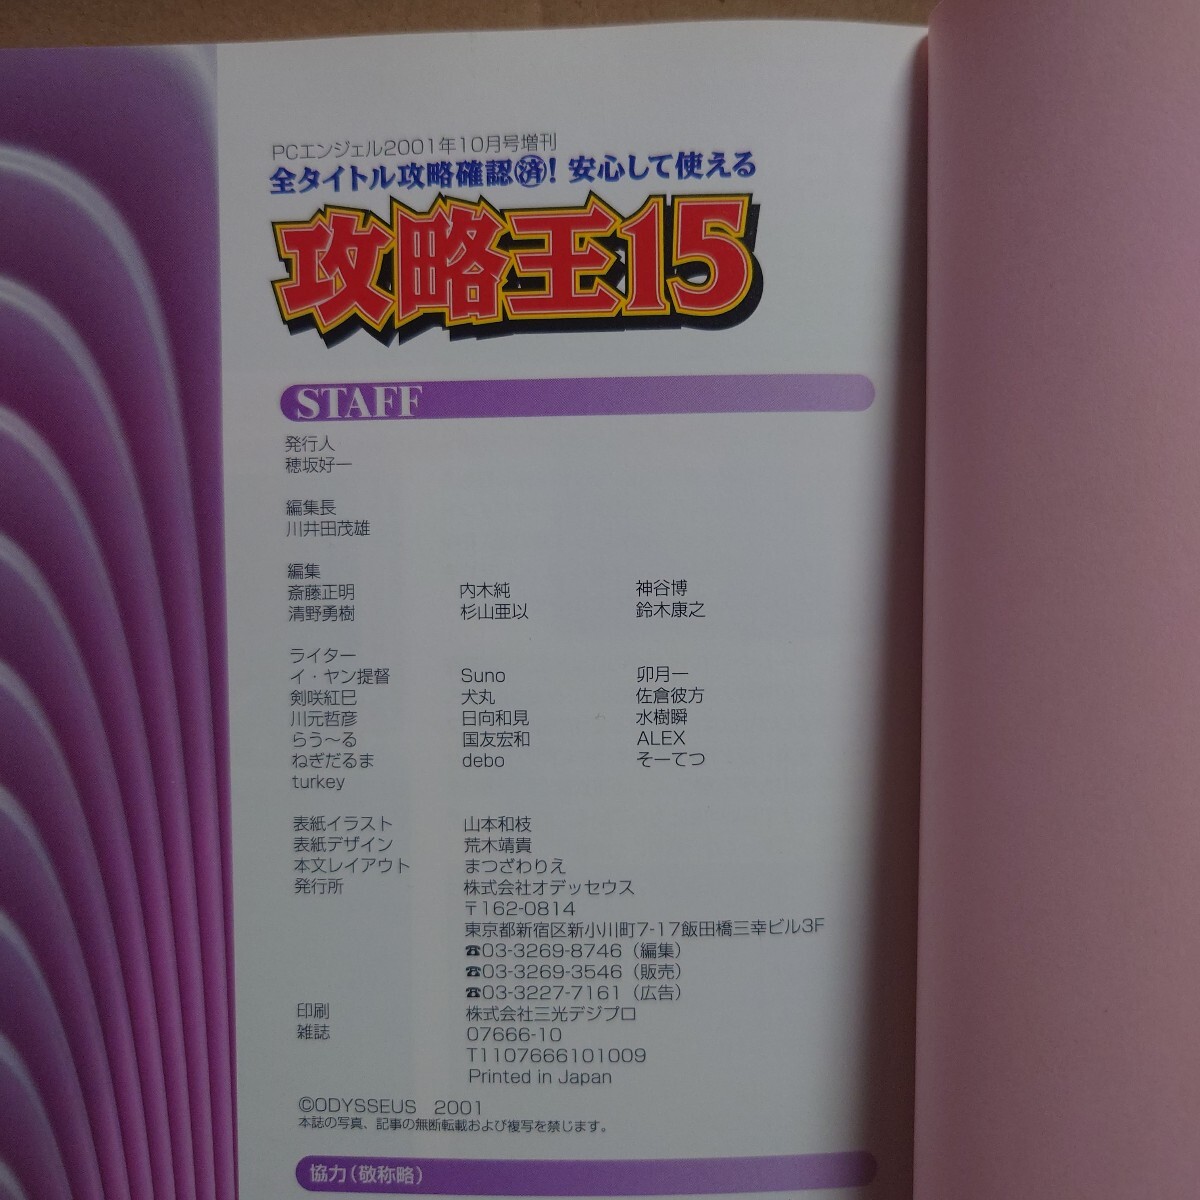 PCエンジェル2001年10月号増刊
全タイトル攻略確認㊮! 安心して使える
攻略王15
STAFF
発行人
穂坂好一
編集長
川井田茂雄
編集
斎藤正明 内木純 神谷博
清野勇樹 杉山亜以 鈴木康之
ライター
イ・ヤン提督 Suno 卯月一
剣咲紅巳 犬丸 佐倉彼方
川元哲彦 日向和見 水樹瞬
らう〜る 国友宏和 ALEX
ねぎだるま debo そーてつ
turkey
表紙イラスト 山本和枝
表紙デザイン 荒木靖貴
本文レイアウト まつざわりえ
発行所 株式会社オデッセウス
〒162-0814
東京都新宿区新小川町7-17飯田橋三幸ビル3F
☎03-3269-8746（編集）
☎03-3269-3546（販売）
☎03-3227-7161（広告）
印刷 株式会社三光デジプロ
雑誌 07666-10
T1107666101009
Printed in Japan
©ODYSSEUS 2001
本誌の写真、記事の無断転載および複写を禁じます。
協力（敬称略）